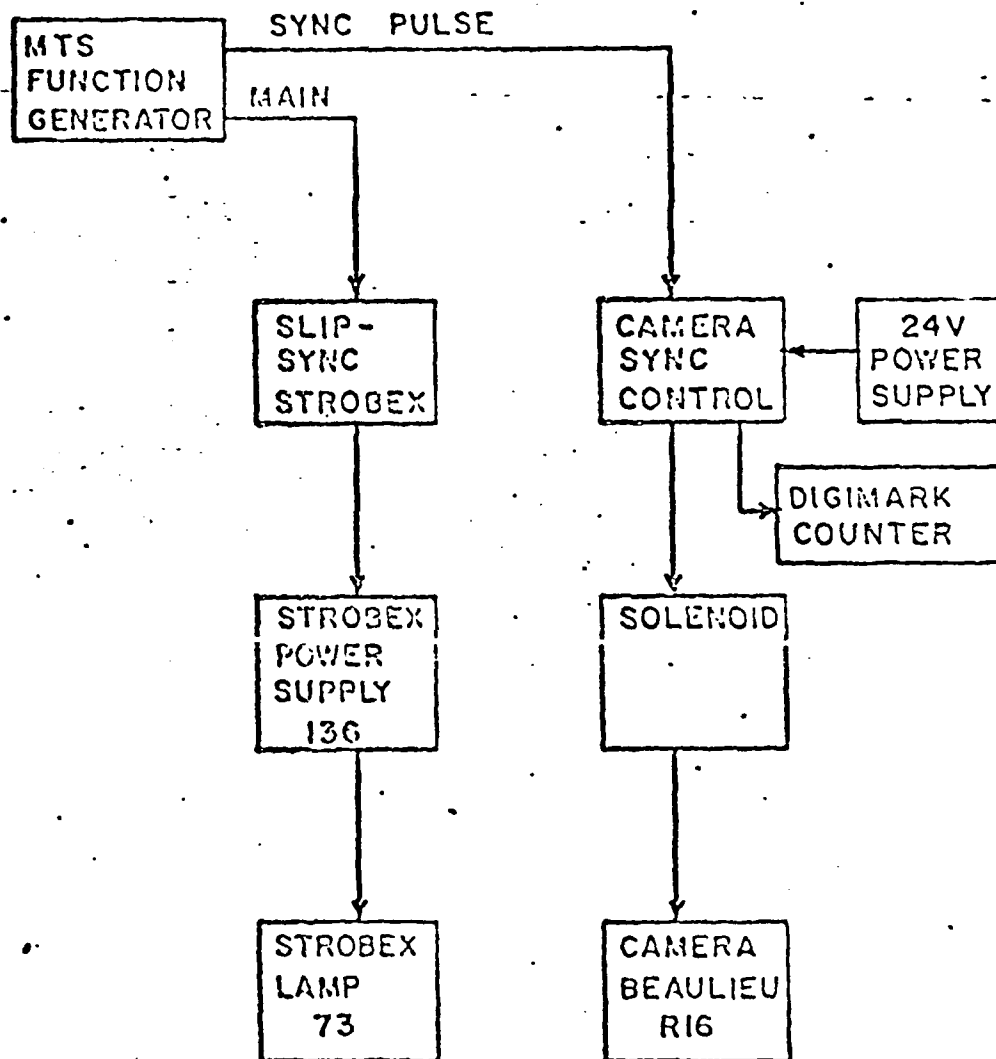 SYNC PULSE
MTS
FUNCTION
GENERATOR
MAIN
SLIP-
SYNC
STROBEX
CAMERA
SYNC
CONTROL
24V
POWER
SUPPLY
DIGIMARK
COUNTER
STROBEX
POWER
SUPPLY
136
SOLENOID
STROBEX
LAMP
73
CAMERA
BEAULIEU
R16